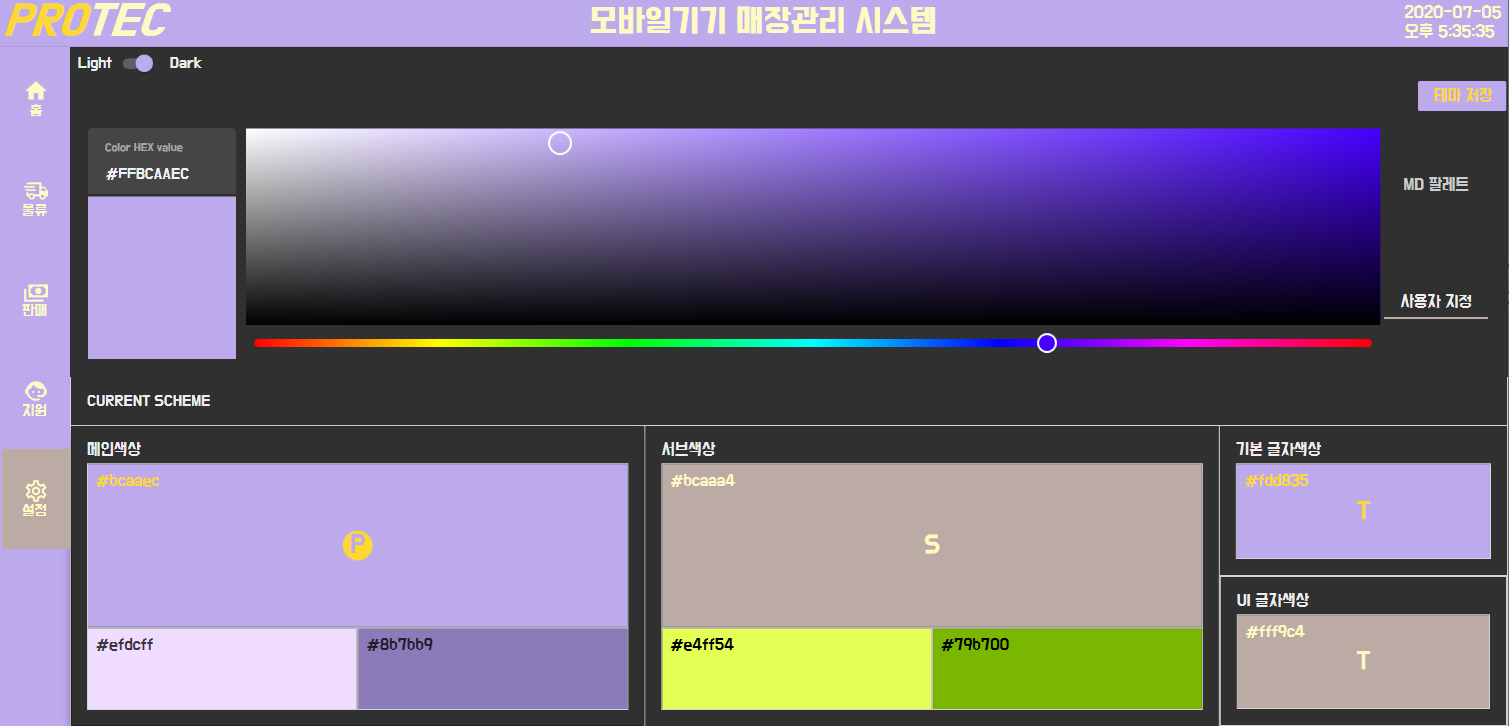 PROTEC
모바일기기 매장관리 시스템
2020-07-05
오후 5:35:35
Light
Dark
홈
테마 저장
Color HEX value
#FFBCAAEC
MD 팔레트
물류
판매
사용자 지정
지원
CURRENT SCHEME
메인색상
서브색상
기본 글자색상
#bcaaec
#bcaaa4
#fdd835
T
설정
P
S
UI 글자색상
#fff9c4
#efdcff
#8b7bb9
#e4ff54
#79b700
T